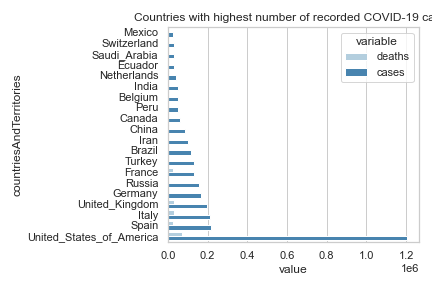 Countries with highest number of recorded COVID-19 ca
variable
deaths
cases
countriesAndTerritories
Mexico
Switzerland
Saudi_Arabia
Ecuador
Netherlands
India
Belgium
Peru
Canada
China
Iran
Brazil
Turkey
France
Russia
Germany
United_Kingdom
Italy
Spain
United_States_of_America
0.0 0.2 0.4 0.6 0.8 1.0 1.2
1e6
value